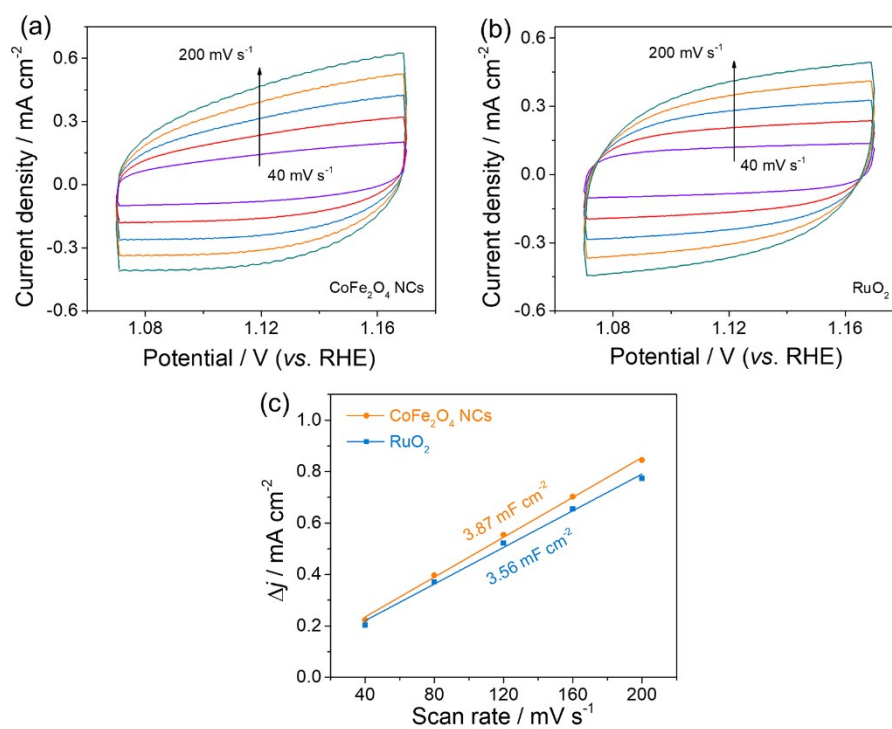 (a)
200 mV s⁻¹
40 mV s⁻¹
CoFe₂O₄ NCs
0.6
0.3
0.0
-0.3
-0.6
1.08
1.12
1.16
Current density / mA cm⁻²
Potential / V (vs. RHE)
(b)
200 mV s⁻¹
40 mV s⁻¹
RuO₂
0.6
0.3
0.0
-0.3
-0.6
1.08
1.12
1.16
Current density / mA cm⁻²
Potential / V (vs. RHE)
(c)
CoFe₂O₄ NCs
RuO₂
3.87 mF cm⁻²
3.56 mF cm⁻²
1.0
0.8
0.6
0.4
0.2
0.0
40
80
120
160
200
Δj / mA cm⁻²
Scan rate / mV s⁻¹